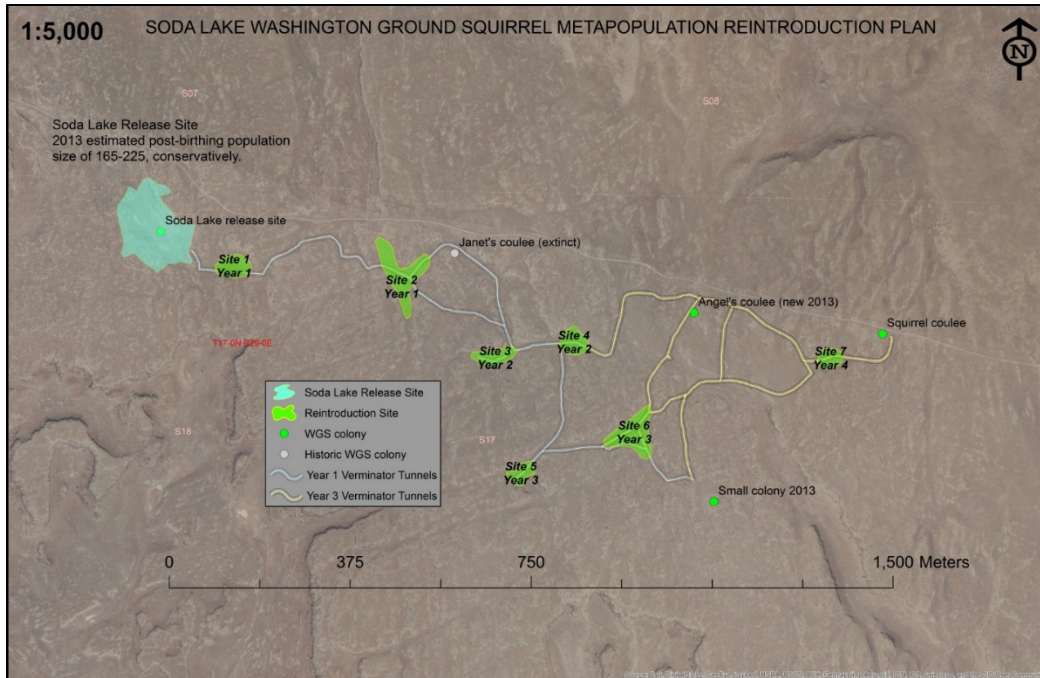 1:5,000
SODA LAKE WASHINGTON GROUND SQUIRREL METAPOPULATION REINTRODUCTION PLAN
N
S07
S08
Soda Lake Release Site
2013 estimated post-birthing population
size of 165-225, conservatively.
Soda Lake release site
Janet's coulee (extinct)
Site 1
Year 1
Site 2
Year 1
Angel's coulee (new 2013)
Squirrel coulee
Site 3
Year 2
Site 4
Year 2
Site 7
Year 4
Soda Lake Release Site
Reintroduction Site
WGS colony
Historic WGS colony
Year 1 Verminator Tunnels
Year 3 Verminator Tunnels
S18
S17
Site 6
Year 3
Site 5
Year 3
Small colony 2013
0
375
750
1,500 Meters